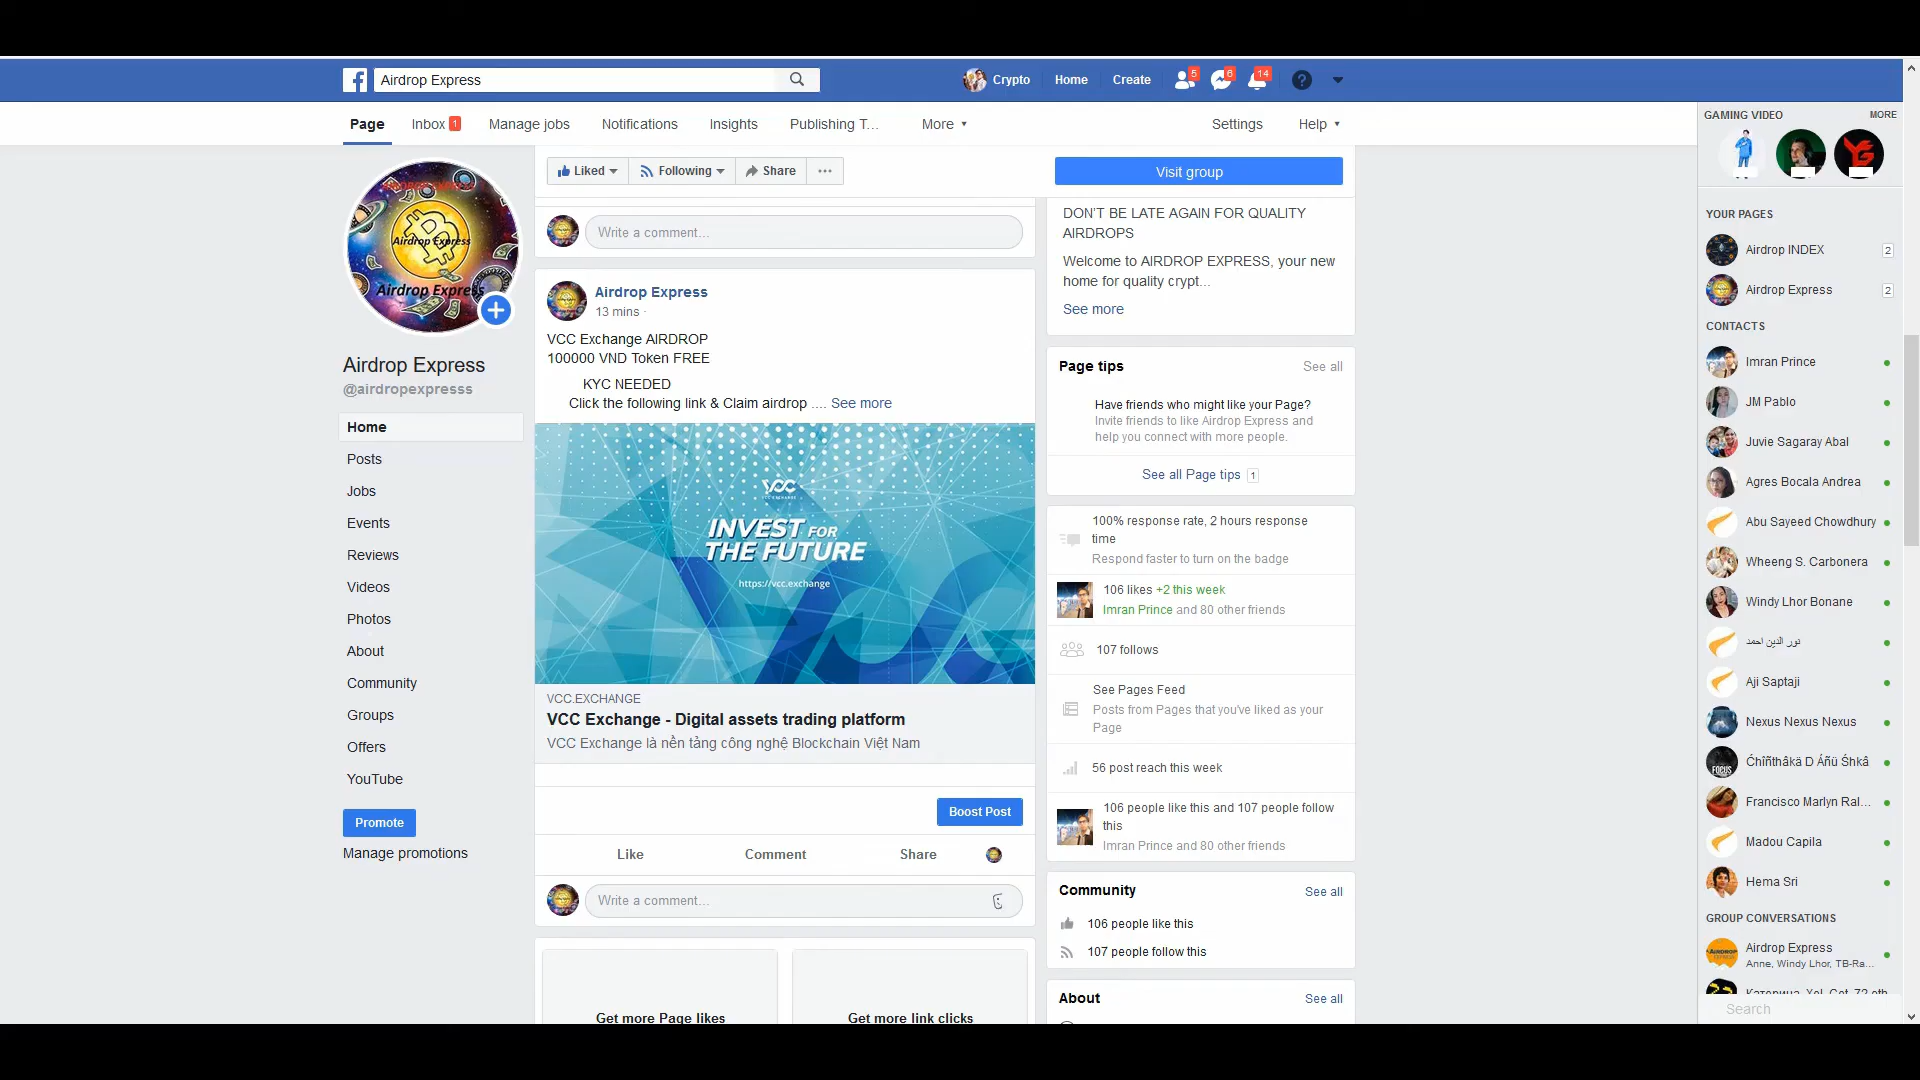 Airdrop Express
Crypto
Home
Create
5
6
14
Page
Inbox 1
Manage jobs
Notifications
Insights
Publishing T...
More
Settings
Help
Airdrop Express
Airdrop Express
Airdrop Express
@airdropexpresss
Home
Posts
Jobs
Events
Reviews
Videos
Photos
About
Community
Groups
Offers
YouTube
Promote
Manage promotions
Liked
Following
Share
Write a comment...
Airdrop Express
13 mins ·
VCC Exchange AIRDROP
100000 VND Token FREE
KYC NEEDED
Click the following link & Claim airdrop .... See more
VCC
VCC EXCHANGE
INVEST FOR
THE FUTURE
https://vcc.exchange
VCC.EXCHANGE
VCC Exchange - Digital assets trading platform
VCC Exchange là nền tảng công nghệ Blockchain Việt Nam
Boost Post
Like
Comment
Share
Write a comment...
Get more Page likes
Get more link clicks
Visit group
DON'T BE LATE AGAIN FOR QUALITY
AIRDROPS
Welcome to AIRDROP EXPRESS, your new
home for quality crypt...
See more
Page tips
See all
Have friends who might like your Page?
Invite friends to like Airdrop Express and
help you connect with more people.
See all Page tips 1
100% response rate, 2 hours response
time
Respond faster to turn on the badge
106 likes +2 this week
Imran Prince and 80 other friends
107 follows
See Pages Feed
Posts from Pages that you've liked as your
Page
56 post reach this week
106 people like this and 107 people follow
this
Imran Prince and 80 other friends
Community
See all
106 people like this
107 people follow this
About
See all
GAMING VIDEO
MORE
YOUR PAGES
Airdrop INDEX
2
Airdrop Express
2
CONTACTS
Imran Prince
JM Pablo
Juvie Sagaray Abal
Agres Bocala Andrea
Abu Sayeed Chowdhury
Wheeng S. Carbonera
Windy Lhor Bonane
نور الدين احمد
Aji Saptaji
Nexus Nexus Nexus
Ćhîñthâkä D Áñü Śhkâ
FOCUS
Francisco Marlyn Ral...
Madou Capila
Hema Sri
GROUP CONVERSATIONS
Airdrop Express
Anne, Windy Lhor, TB-Ra...
Search